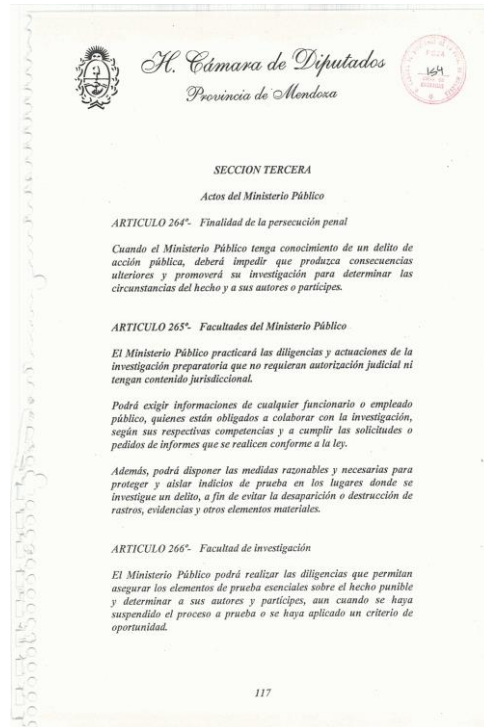 H. Cámara de Diputados
Provincia de Mendoza
FOJA
164
SECCION TERCERA
Actos del Ministerio Público
ARTICULO 264º- Finalidad de la persecución penal
Cuando el Ministerio Público tenga conocimiento de un delito de
acción pública, deberá impedir que produzca consecuencias
ulteriores y promoverá su investigación para determinar las
circunstancias del hecho y a sus autores o partícipes.
ARTICULO 265º- Facultades del Ministerio Público
El Ministerio Público practicará las diligencias y actuaciones de la
investigación preparatoria que no requieran autorización judicial ni
tengan contenido jurisdiccional.
Podrá exigir informaciones de cualquier funcionario o empleado
público, quienes están obligados a colaborar con la investigación,
según sus respectivas competencias y a cumplir las solicitudes o
pedidos de informes que se realicen conforme a la ley.
Además, podrá disponer las medidas razonables y necesarias para
proteger y aislar indicios de prueba en los lugares donde se
investigue un delito, a fin de evitar la desaparición o destrucción de
rastros, evidencias y otros elementos materiales.
ARTICULO 266º- Facultad de investigación
El Ministerio Público podrá realizar las diligencias que permitan
asegurar los elementos de prueba esenciales sobre el hecho punible
y determinar a sus autores y partícipes, aun cuando se haya
suspendido el proceso a prueba o se haya aplicado un criterio de
oportunidad.
117